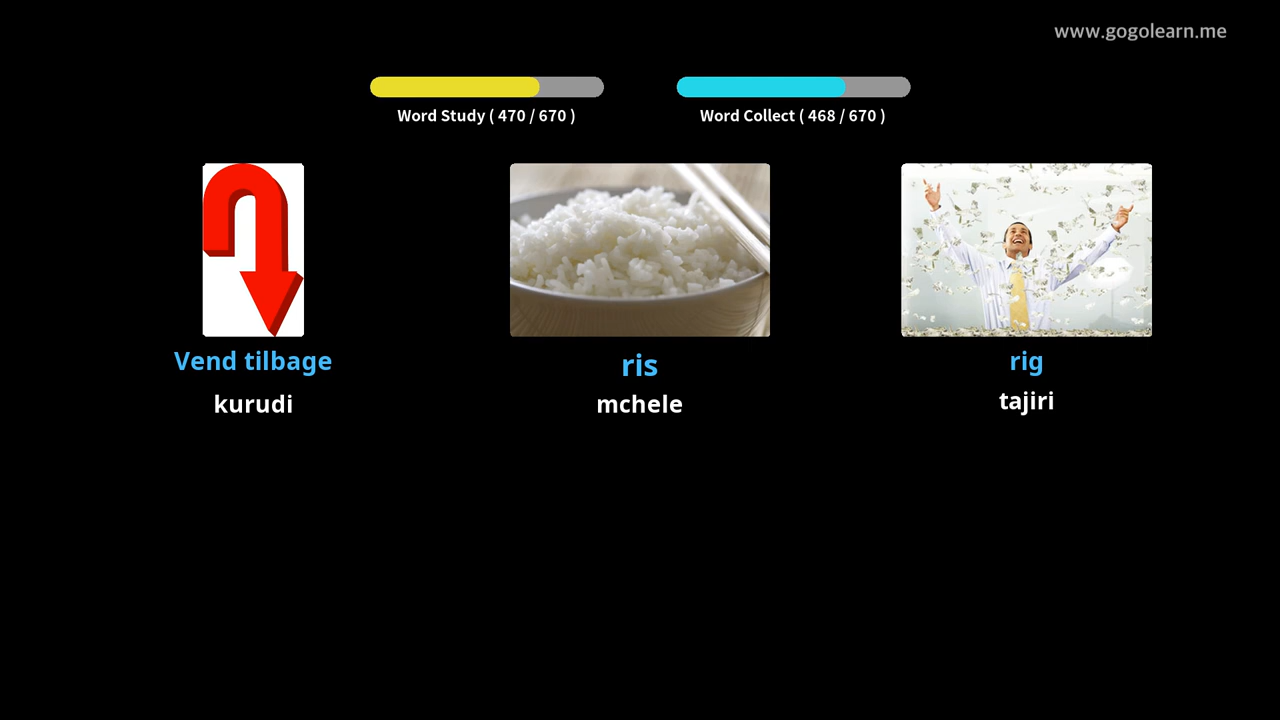 www.gogolearn.me
Word Study ( 470 / 670 )
Word Collect ( 468 / 670 )
Vend tilbage
kurudi
ris
mchele
rig
tajiri